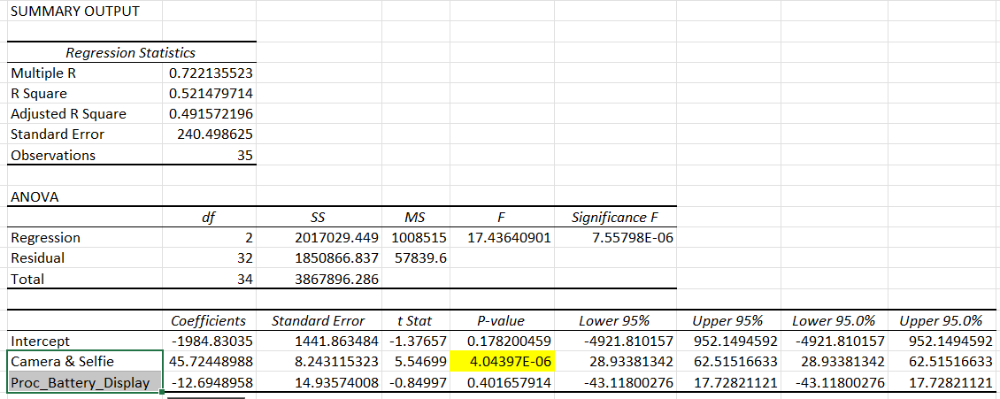 SUMMARY OUTPUT
Regression Statistics
Multiple R 0.722135523
R Square 0.521479714
Adjusted R Square 0.491572196
Standard Error 240.498625
Observations 35
ANOVA
df SS MS F Significance F
Regression 2 2017029.449 1008515 17.43640901 7.55798E-06
Residual 32 1850866.837 57839.6
Total 34 3867896.286
Coefficients Standard Error t Stat P-value Lower 95% Upper 95% Lower 95.0% Upper 95.0%
Intercept -1984.83035 1441.863484 -1.37657 0.178200459 -4921.810157 952.1494592 -4921.810157 952.1494592
Camera & Selfie 45.72448988 8.243115323 5.54699 4.04397E-06 28.93381342 62.51516633 28.93381342 62.51516633
Proc_Battery_Display -12.6948958 14.93574008 -0.84997 0.401657914 -43.11800276 17.72821121 -43.11800276 17.72821121